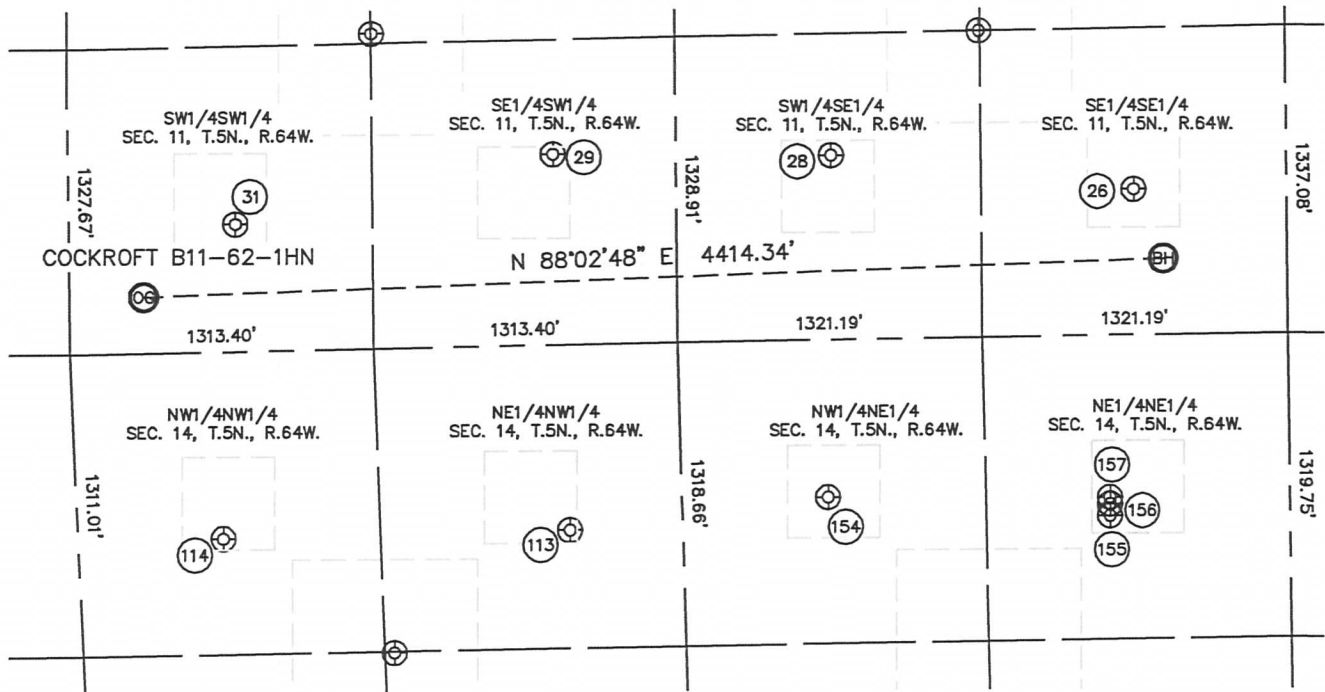 SW1/4SW1/4
SEC. 11, T.5N., R.64W.
SE1/4SW1/4
SEC. 11, T.5N., R.64W.
SW1/4SE1/4
SEC. 11, T.5N., R.64W.
SE1/4SE1/4
SEC. 11, T.5N., R.64W.
1327.67'
31
29
1328.91'
28
26
1337.08'
COCKROFT B11-62-1HN
N 88°02'48" E 4414.34'
OG
BH
1313.40'
1313.40'
1321.19'
1321.19'
NW1/4NW1/4
SEC. 14, T.5N., R.64W.
NE1/4NW1/4
SEC. 14, T.5N., R.64W.
NW1/4NE1/4
SEC. 14, T.5N., R.64W.
NE1/4NE1/4
SEC. 14, T.5N., R.64W.
1311.01'
114
113
1318.66'
154
157
156
155
1319.75'